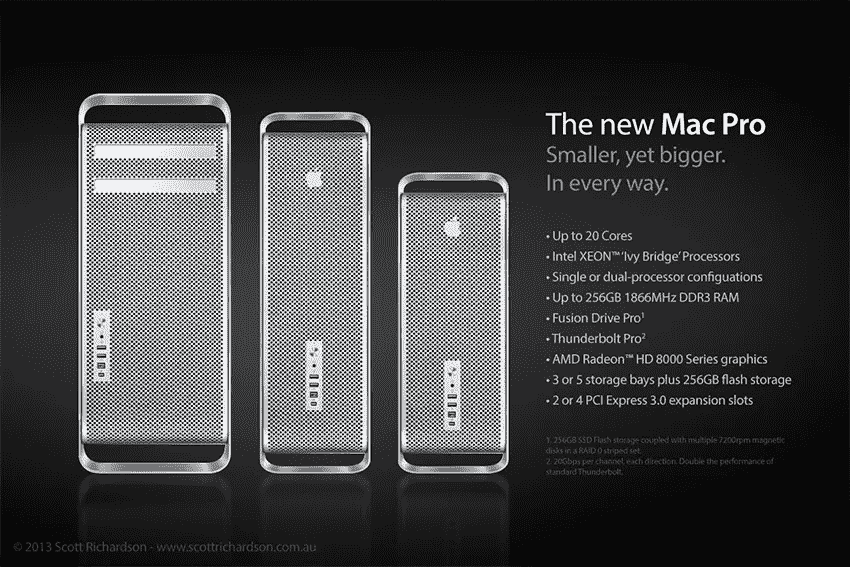 The new Mac Pro
Smaller, yet bigger.
In every way.
• Up to 20 Cores
• Intel XEON™ ‘Ivy Bridge’ Processors
• Single or dual-processor configuations
• Up to 256GB 1866MHz DDR3 RAM
• Fusion Drive Pro¹
• Thunderbolt Pro²
• AMD Radeon™ HD 8000 Series graphics
• 3 or 5 storage bays plus 256GB flash storage
• 2 or 4 PCI Express 3.0 expansion slots
1. 256GB SSD Flash storage coupled with multiple 7200rpm magnetic
disks in a RAID 0 striped set.
2. 20Gbps per channel, each direction. Double the performance of
standard Thunderbolt.
© 2013 Scott Richardson - www.scottrichardson.com.au